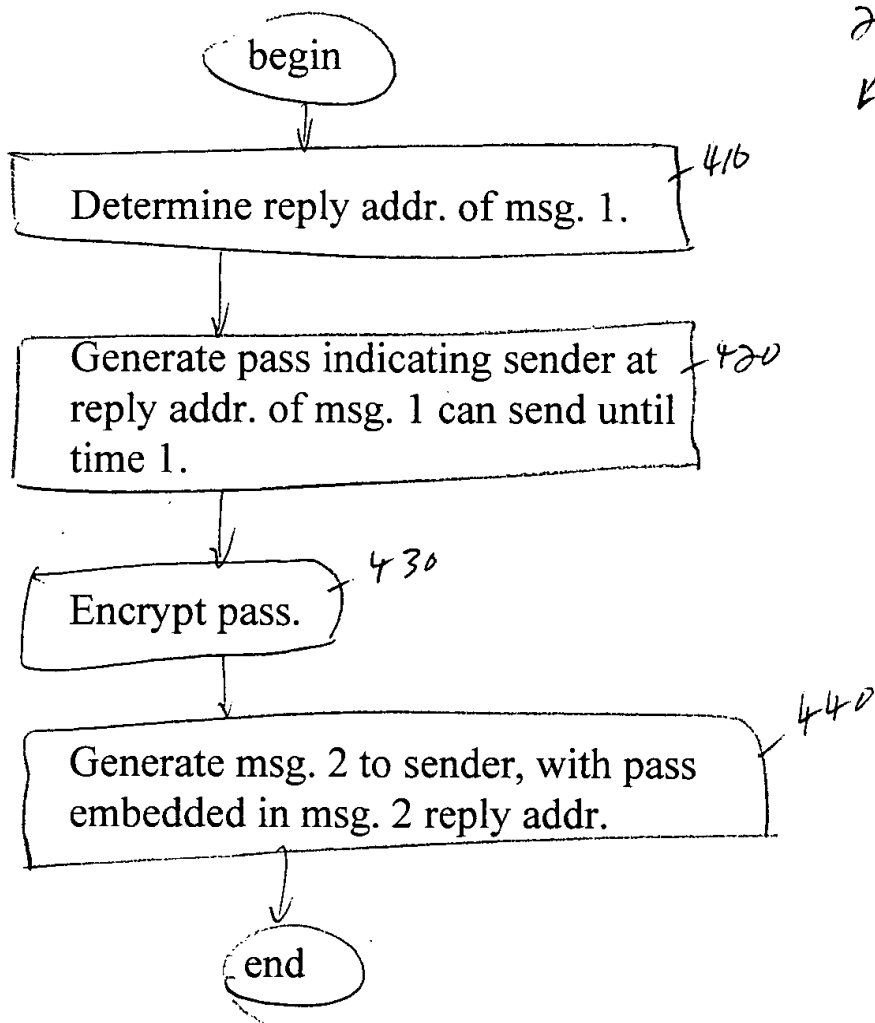 begin
410
Determine reply addr. of msg. 1.
Generate pass indicating sender at
420
reply addr. of msg. 1 can send until
time 1.
430
Encrypt pass.
440
Generate msg. 2 to sender, with pass
embedded in msg. 2 reply addr.
end